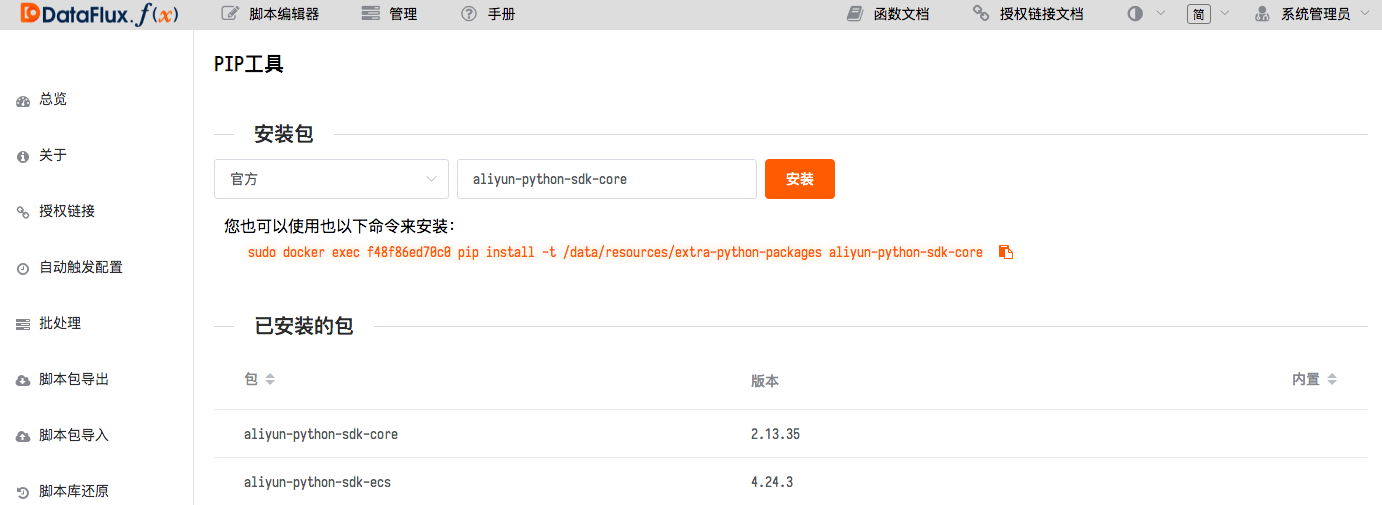 DataFlux.f(x) 脚本编辑器 管理 手册 函数文档 授权链接文档 简 系统管理员
PIP工具
总览
关于
授权链接
自动触发配置
批处理
脚本包导出
脚本包导入
脚本库还原
安装包
官方 aliyun-python-sdk-core 安装
您也可以使用也以下命令来安装：
sudo docker exec f48f86ed70c0 pip install -t /data/resources/extra-python-packages aliyun-python-sdk-core
已安装的包
包 版本 内置
aliyun-python-sdk-core 2.13.35
aliyun-python-sdk-ecs 4.24.3